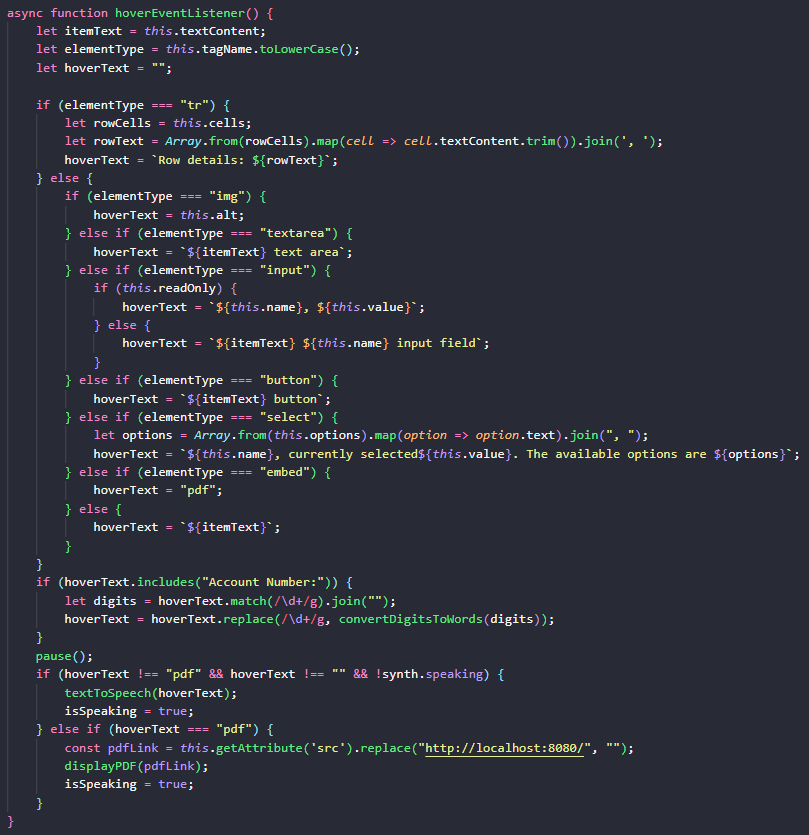 async function hoverEventListener() {
    let itemText = this.textContent;
    let elementType = this.tagName.toLowerCase();
    let hoverText = "";

    if (elementType === "tr") {
        let rowCells = this.cells;
        let rowText = Array.from(rowCells).map(cell => cell.textContent.trim()).join(', ');
        hoverText = `Row details: ${rowText}`;
    } else {
        if (elementType === "img") {
            hoverText = this.alt;
        } else if (elementType === "textarea") {
            hoverText = `${itemText} text area`;
        } else if (elementType === "input") {
            if (this.readOnly) {
                hoverText = `${this.name}, ${this.value}`;
            } else {
                hoverText = `${itemText} ${this.name} input field`;
            }
        } else if (elementType === "button") {
            hoverText = `${itemText} button`;
        } else if (elementType === "select") {
            let options = Array.from(this.options).map(option => option.text).join(", ");
            hoverText = `${this.name}, currently selected${this.value}. The available options are ${options}`;
        } else if (elementType === "embed") {
            hoverText = "pdf";
        } else {
            hoverText = `${itemText}`;
        }
    }
    if (hoverText.includes("Account Number:")) {
        let digits = hoverText.match(/\d+/g).join("");
        hoverText = hoverText.replace(/\d+/g, convertDigitsToWords(digits));
    }
    pause();
    if (hoverText !== "pdf" && hoverText !== "" && !synth.speaking) {
        textToSpeech(hoverText);
        isSpeaking = true;
    } else if (hoverText === "pdf") {
        const pdfLink = this.getAttribute('src').replace("http://localhost:8080/", "");
        displayPDF(pdfLink);
        isSpeaking = true;
    }
}